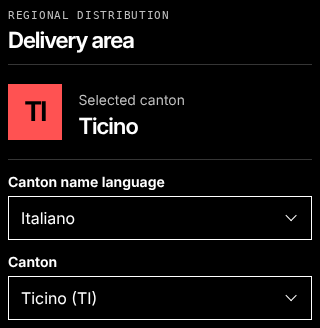 REGIONAL DISTRIBUTION
Delivery area
TI
Selected canton
Ticino
Canton name language
Italiano
Canton
Ticino (TI)